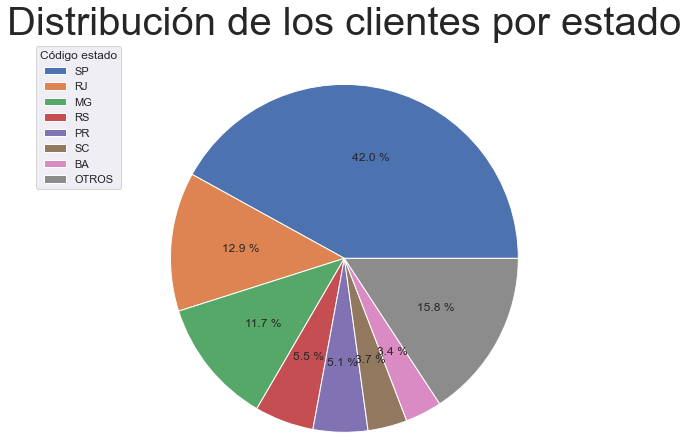 Distribución de los clientes por estado
Código estado
SP
RJ
MG
RS
PR
SC
BA
OTROS
42.0 %
12.9 %
11.7 %
5.5 %
5.1 %
3.7 %
3.4 %
15.8 %